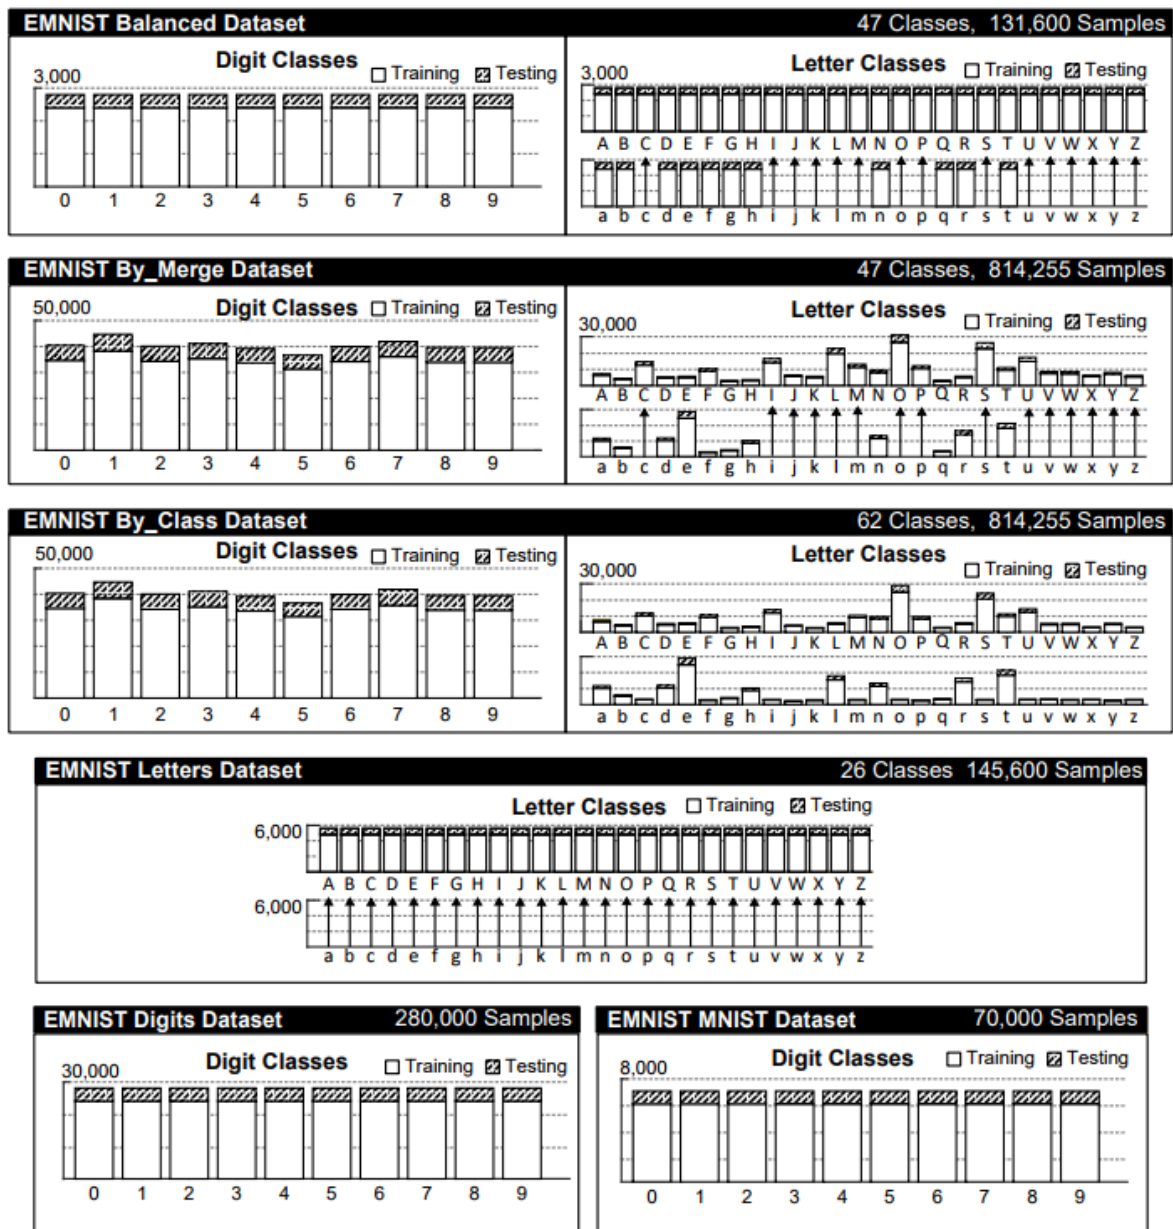 EMNIST Balanced Dataset 47 Classes, 131,600 Samples
Digit Classes Training Testing
3,000
0 1 2 3 4 5 6 7 8 9
Letter Classes Training Testing
3,000
A B C D E F G H I J K L M N O P Q R S T U V W X Y Z
a b c d e f g h i j k l m n o p q r s t u v w x y z
EMNIST By_Merge Dataset 47 Classes, 814,255 Samples
50,000 Digit Classes Training Testing
0 1 2 3 4 5 6 7 8 9
Letter Classes
30,000 Training Testing
A B C D E F G H I J K L M N O P Q R S T U V W X Y Z
a b c d e f g h i j k l m n o p q r s t u v w x y z
EMNIST By_Class Dataset 62 Classes, 814,255 Samples
50,000 Digit Classes Training Testing
0 1 2 3 4 5 6 7 8 9
Letter Classes
30,000 Training Testing
A B C D E F G H I J K L M N O P Q R S T U V W X Y Z
a b c d e f g h i j k l m n o p q r s t u v w x y z
EMNIST Letters Dataset 26 Classes 145,600 Samples
Letter Classes Training Testing
6,000
A B C D E F G H I J K L M N O P Q R S T U V W X Y Z
6,000
a b c d e f g h i j k l m n o p q r s t u v w x y z
EMNIST Digits Dataset 280,000 Samples
Digit Classes Training Testing
30,000
0 1 2 3 4 5 6 7 8 9
EMNIST MNIST Dataset 70,000 Samples
Digit Classes Training Testing
8,000
0 1 2 3 4 5 6 7 8 9